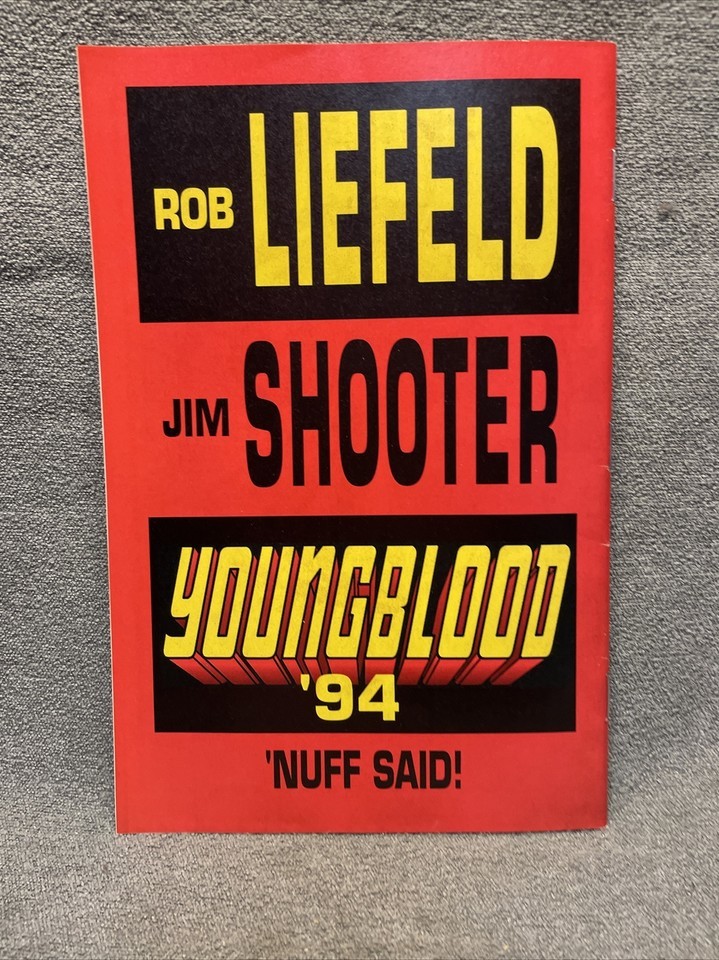 ROB LIEFELD
JIM SHOOTER
YOUNGBLOOD
'94
'NUFF SAID!